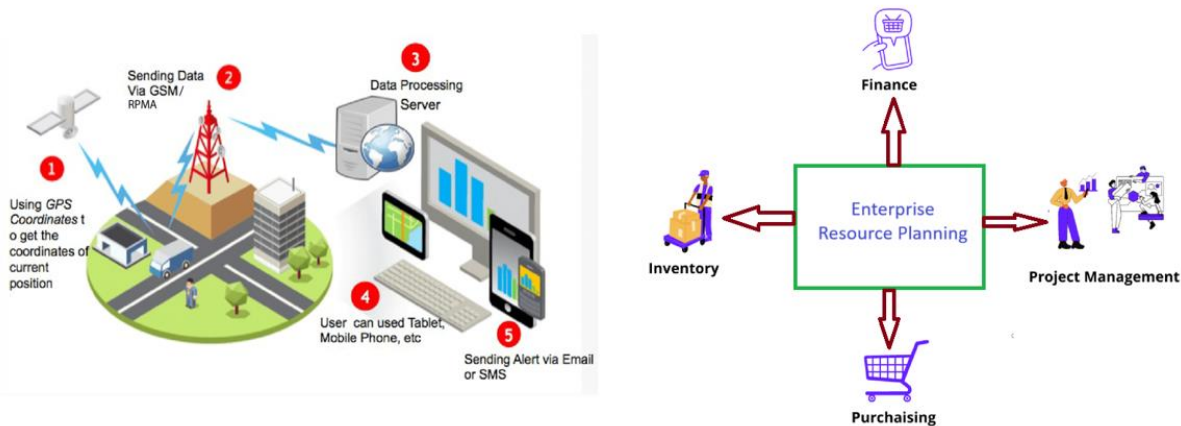 1
Using GPS
Coordinates t
o get the
coordinates of
current
position
Sending Data
Via GSM/
RPMA
2
3
Data Processing
Server
4
User can used Tablet,
Mobile Phone, etc
5
Sending Alert via Email
or SMS
Finance
Inventory
Enterprise
Resource Planning
Project Management
Purchaising